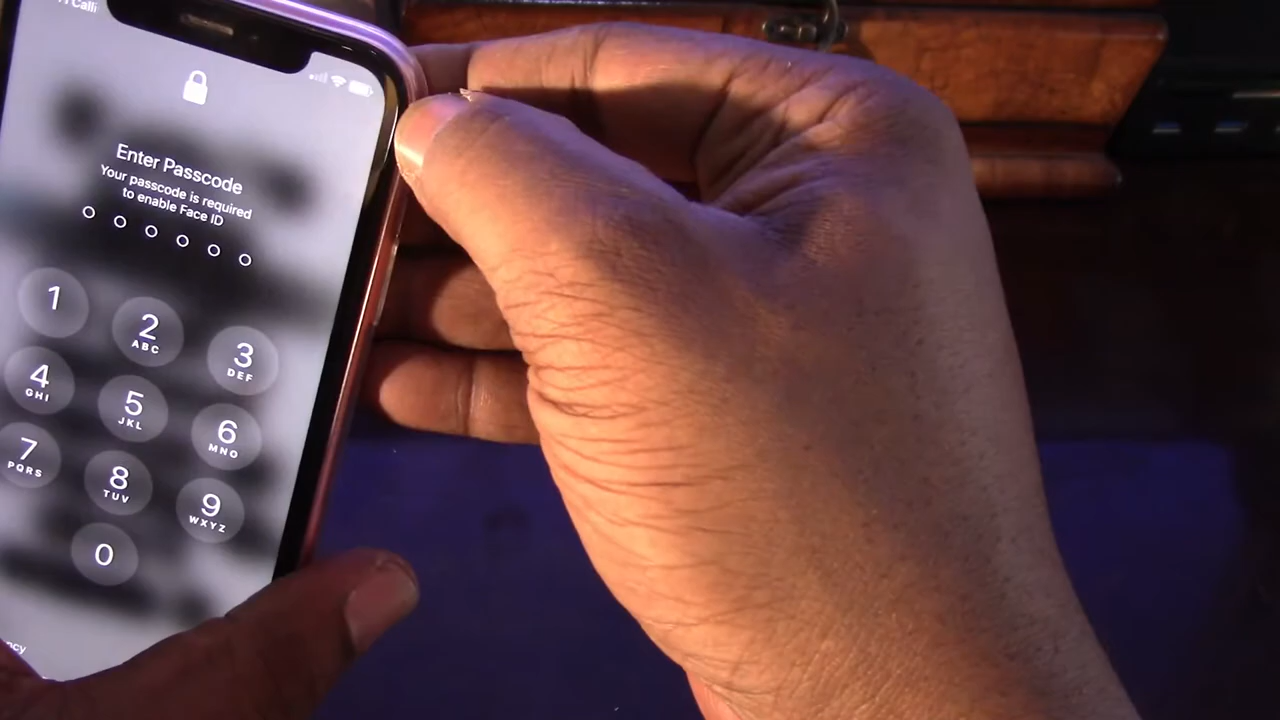 Enter Passcode
Your passcode is required
to enable Face ID
1
2
ABC
3
DEF
4
GHI
5
JKL
6
MNO
7
PQRS
8
TUV
9
WXYZ
0